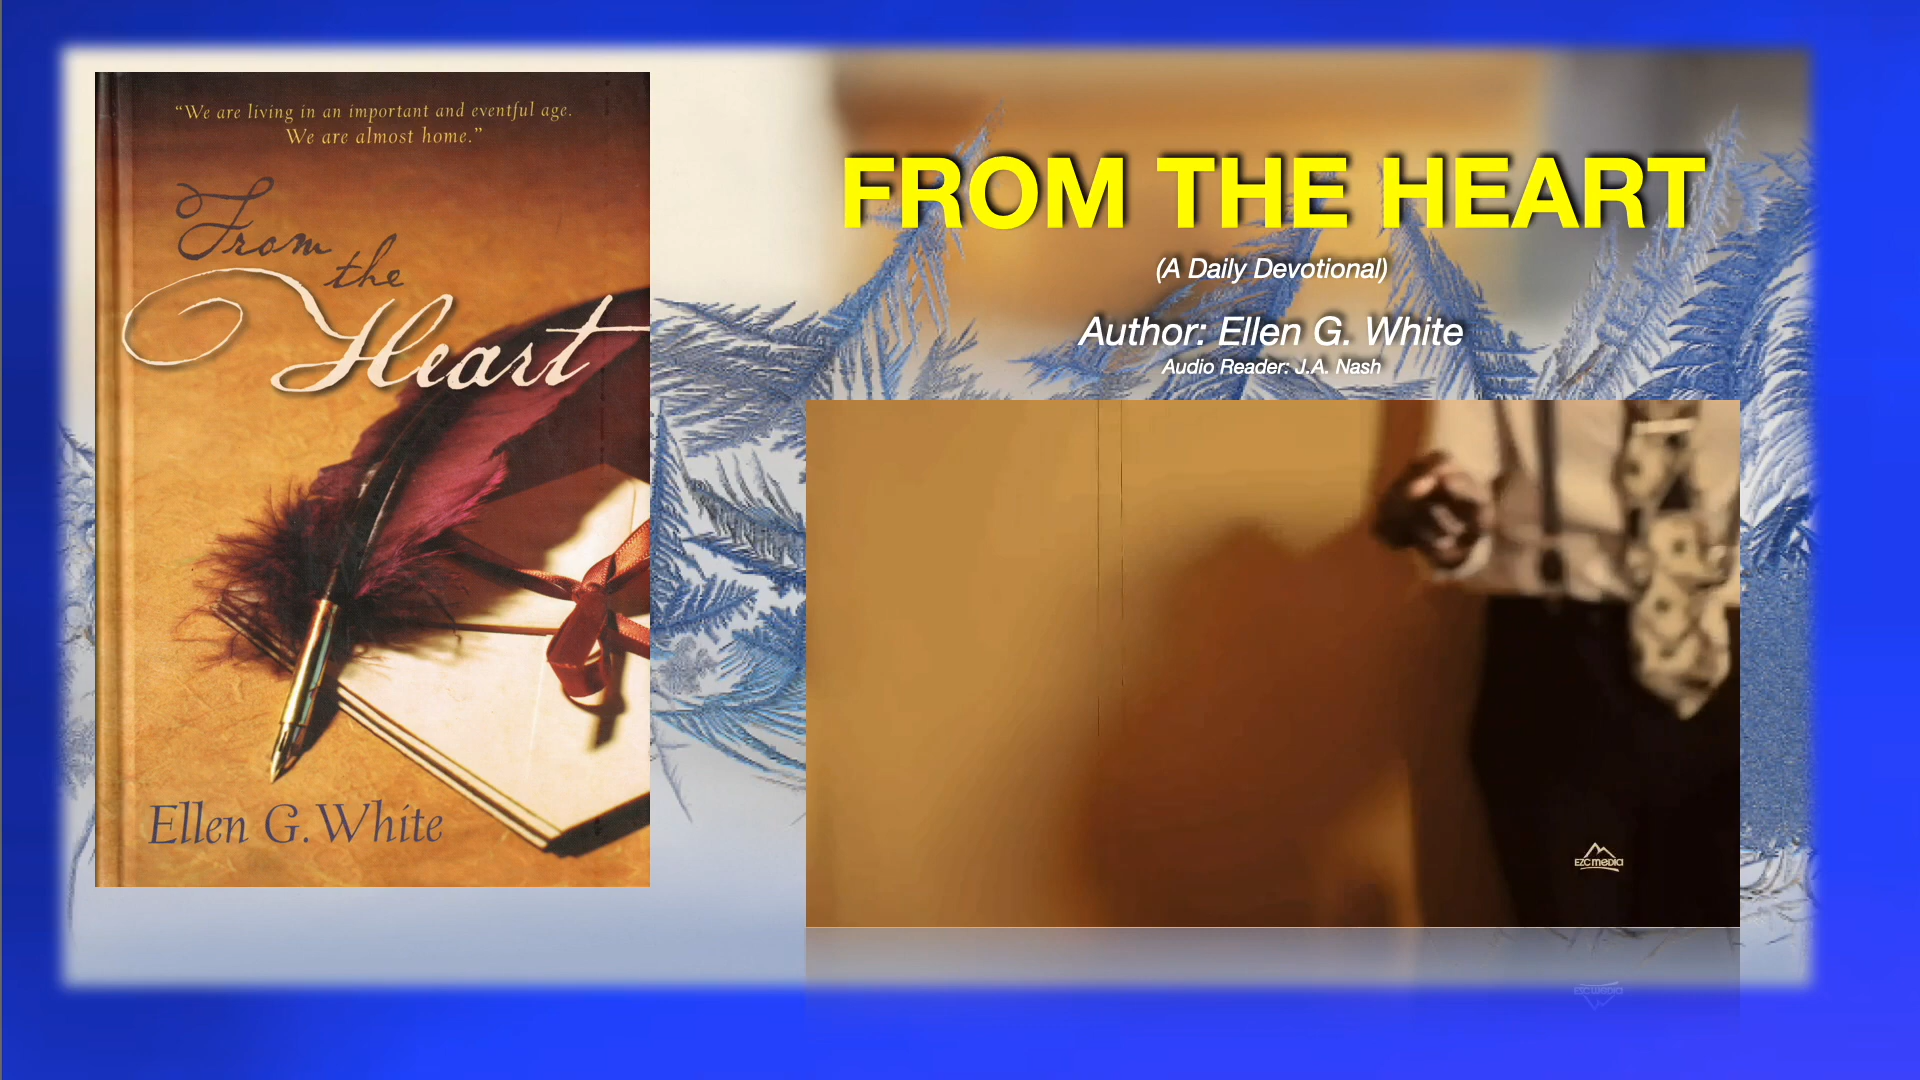 “We are living in an important and eventful age.
We are almost home.”
From
the
Heart
Ellen G. White
FROM THE HEART
(A Daily Devotional)
Author: Ellen G. White
Audio Reader: J.A. Nash
EZC MEDIA